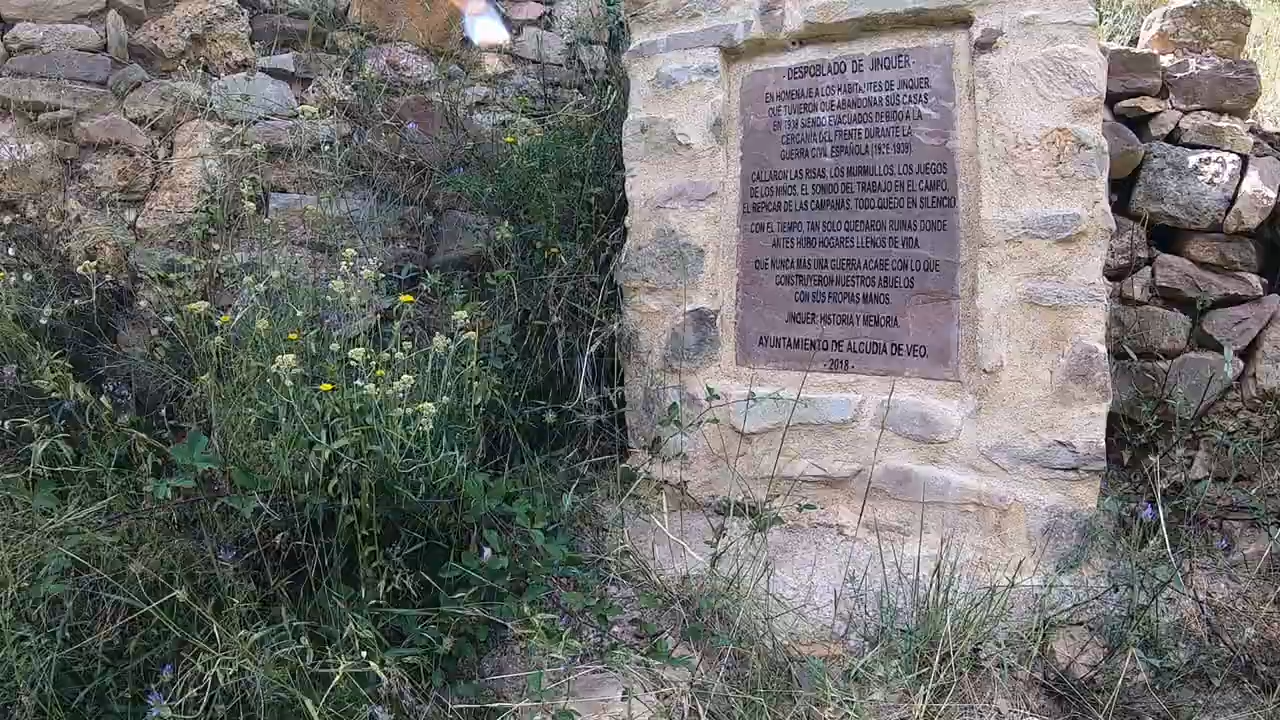 - DESPOBLADO DE JINQUER -
EN HOMENAJE A LOS HABITANTES DE JINQUER,
QUE TUVIERON QUE ABANDONAR SUS CASAS
EN 1938 SIENDO EVACUADOS DEBIDO A LA
CERCANÍA DEL FRENTE DURANTE LA
GUERRA CIVIL ESPAÑOLA (1936-1939).
CALLARON LAS RISAS, LOS MURMULLOS, LOS JUEGOS
DE LOS NIÑOS, EL SONIDO DEL TRABAJO EN EL CAMPO,
EL REPICAR DE LAS CAMPANAS. TODO QUEDO EN SILENCIO
CON EL TIEMPO, TAN SOLO QUEDARON RUINAS DONDE
ANTES HUBO HOGARES LLENOS DE VIDA.
QUE NUNCA MÁS UNA GUERRA ACABE CON LO QUE
CONSTRUYERON NUESTROS ABUELOS
CON SUS PROPIAS MANOS.
JINQUER: HISTORIA Y MEMORIA.
AYUNTAMIENTO DE ALCUDIA DE VEO,
- 2018 -